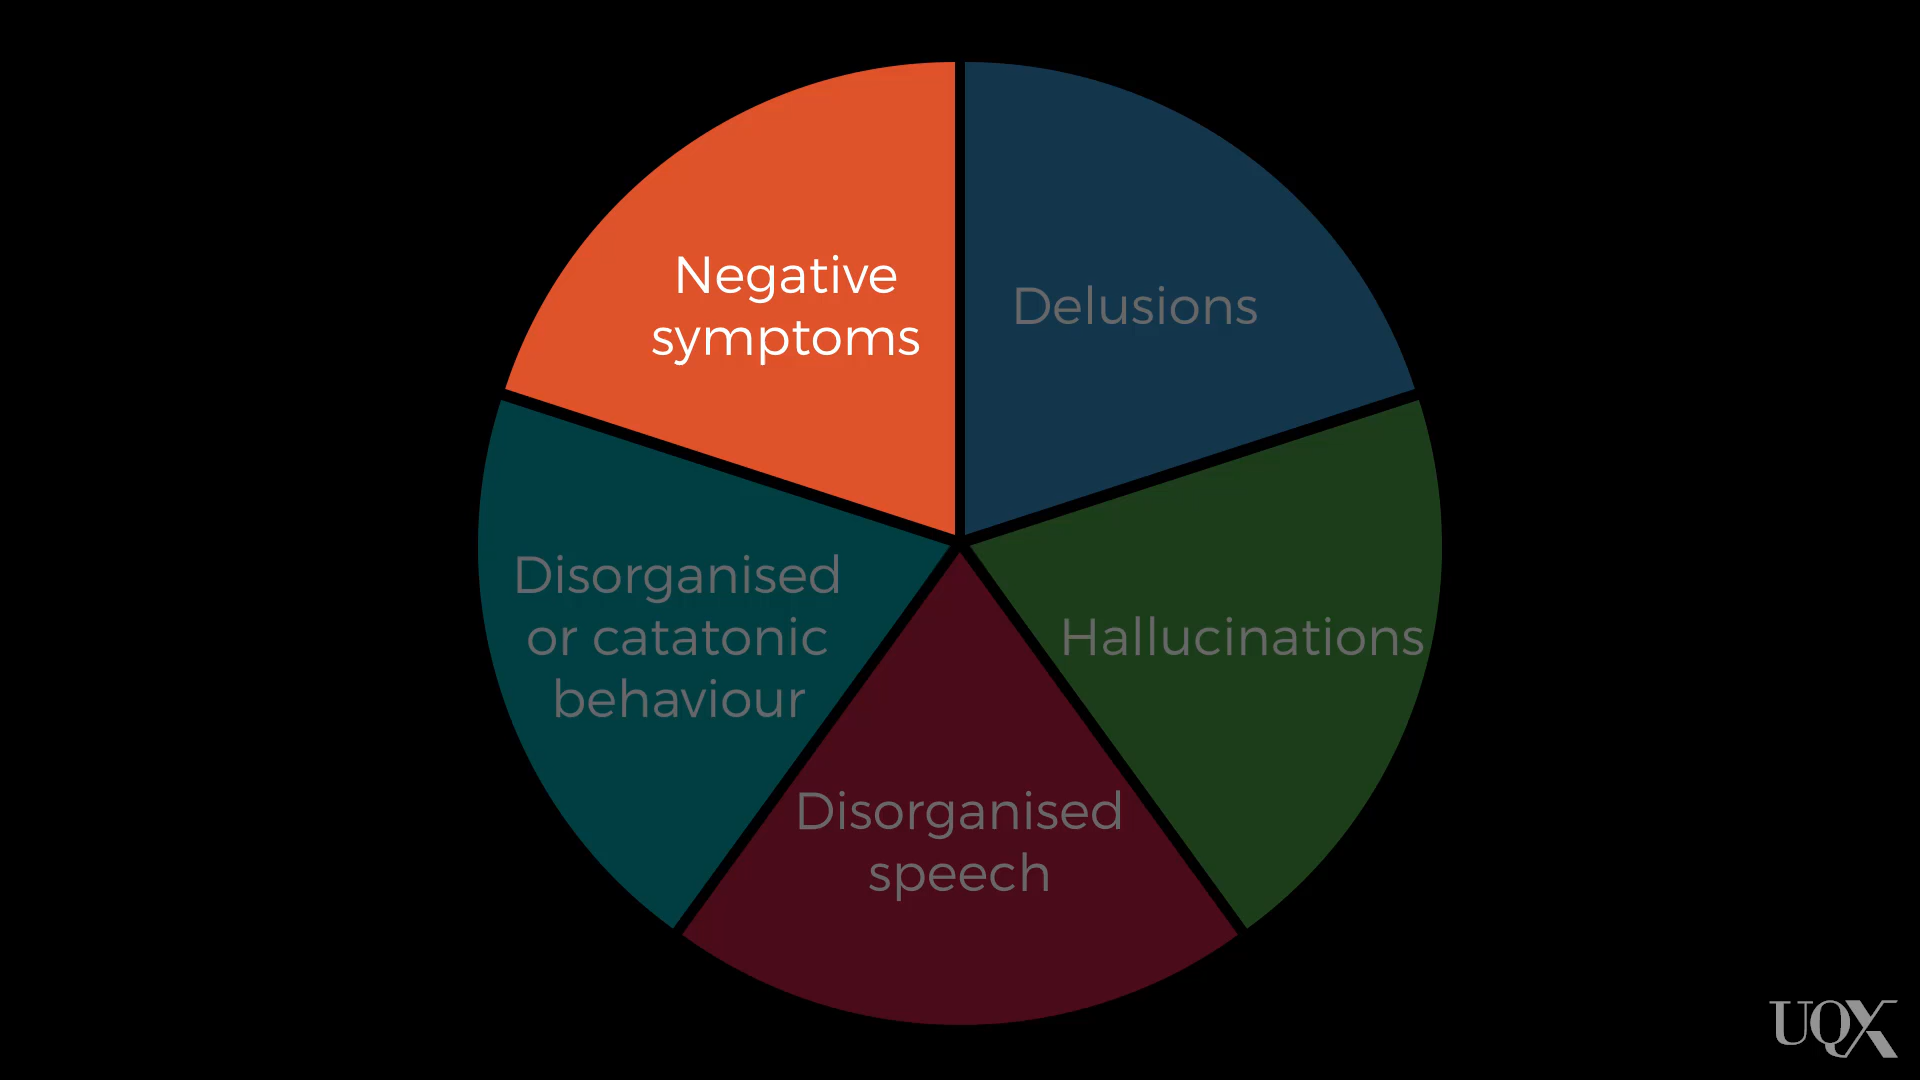 Negative
symptoms
Delusions
Disorganised
or catatonic
behaviour
Hallucinations
Disorganised
speech
UQX